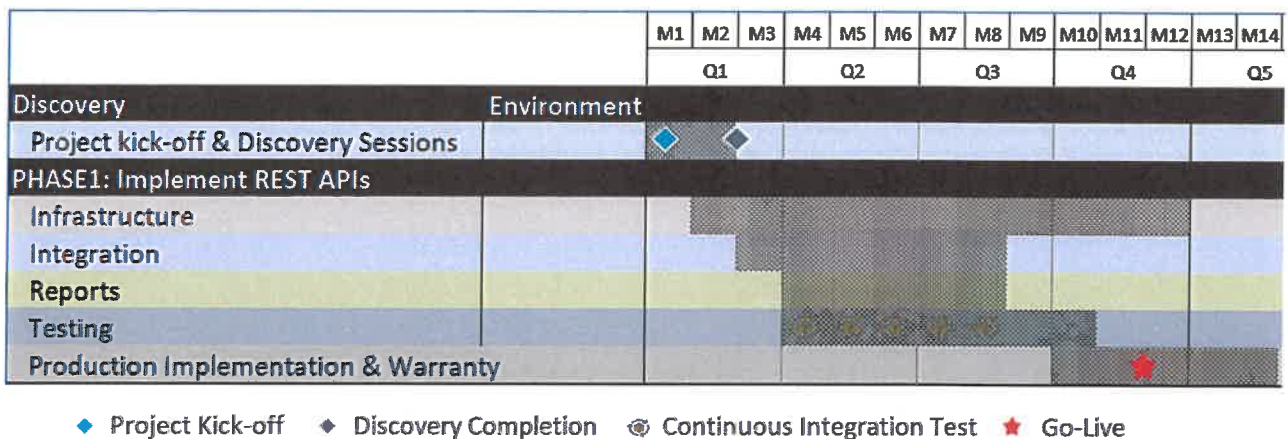 M1 M2 M3 M4 M5 M6 M7 M8 M9 M10 M11 M12 M13 M14
Q1 Q2 Q3 Q4 Q5
Discovery Environment
Project kick-off & Discovery Sessions
PHASE1: Implement REST APIs
Infrastructure
Integration
Reports
Testing
Production Implementation & Warranty
Project Kick-off Discovery Completion Continuous Integration Test Go-Live